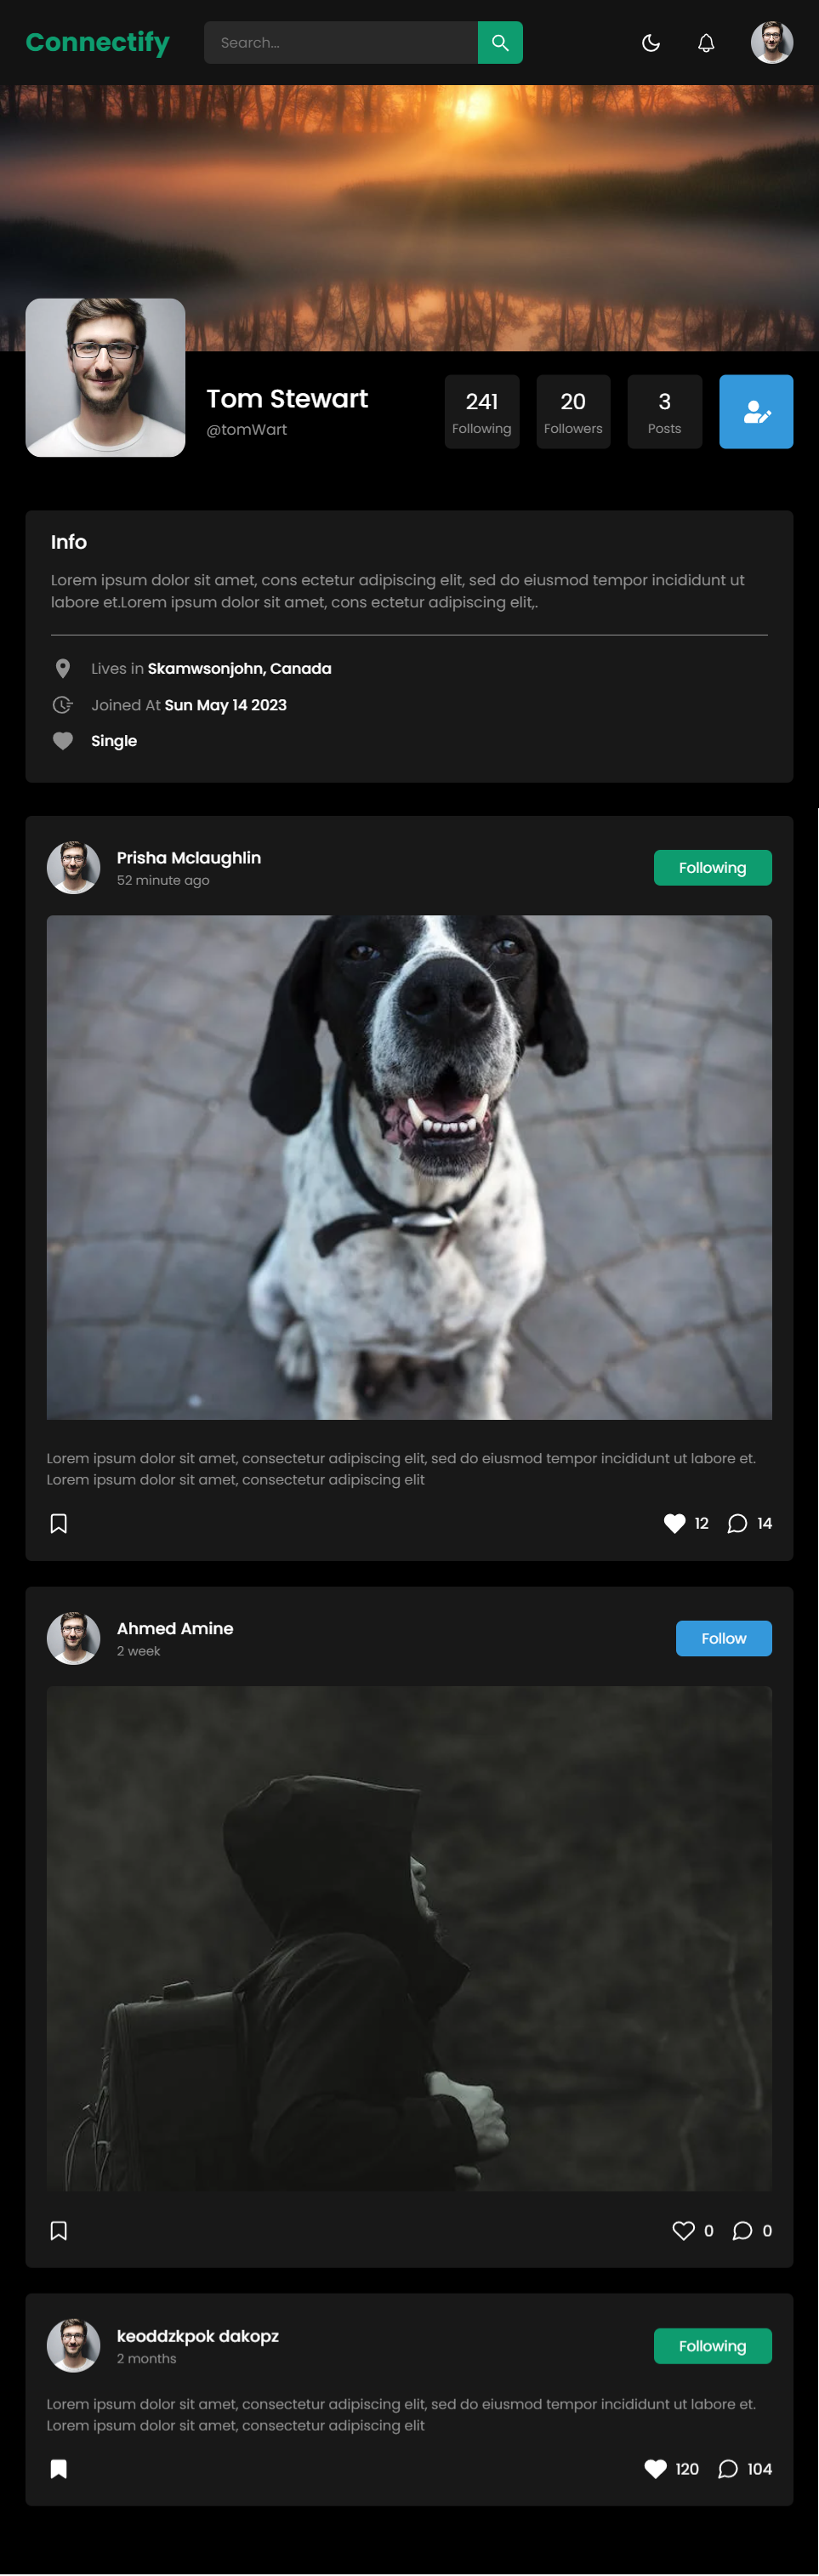 Connectify
Search...
Tom Stewart
@tomWart
241
Following
20
Followers
3
Posts
Info
Lorem ipsum dolor sit amet, cons ectetur adipiscing elit, sed do eiusmod tempor incididunt ut
labore et.Lorem ipsum dolor sit amet, cons ectetur adipiscing elit,.
Lives in Skamwsonjohn, Canada
Joined At Sun May 14 2023
Single
Prisha Mclaughlin
52 minute ago
Following
Lorem ipsum dolor sit amet, consectetur adipiscing elit, sed do eiusmod tempor incididunt ut labore et.
Lorem ipsum dolor sit amet, consectetur adipiscing elit
12 14
Ahmed Amine
2 week
Follow
0 0
keoddzkpok dakopz
2 months
Following
Lorem ipsum dolor sit amet, consectetur adipiscing elit, sed do eiusmod tempor incididunt ut labore et.
Lorem ipsum dolor sit amet, consectetur adipiscing elit
120 104